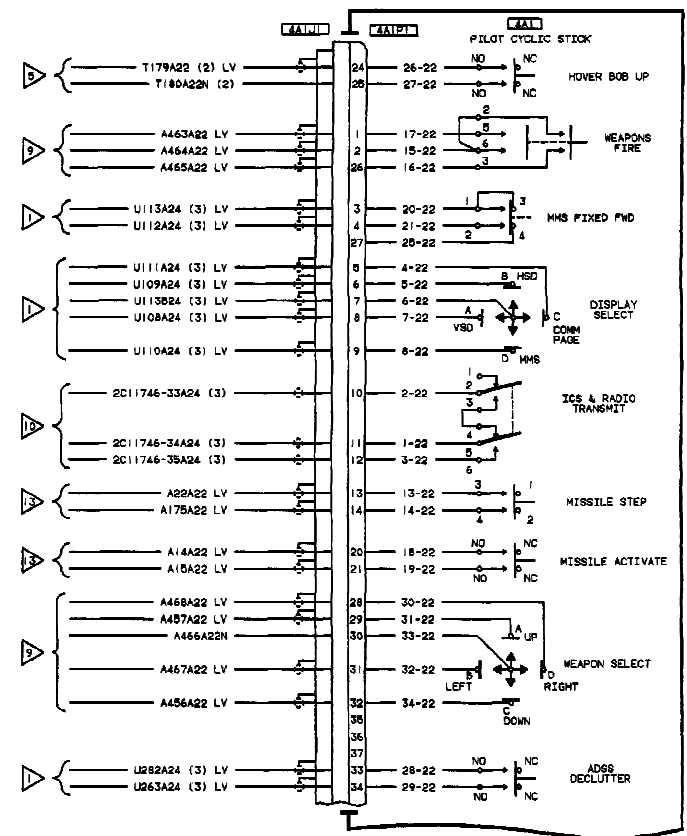 4A1J1 4A1P1 4A1
PILOT CYCLIC STICK
5 T179A22 (2) LV 24 26-22 NO NC HOVER BOB UP
T180A22N (2) 25 27-22 NO NC
2
9 A463A22 LV 1 17-22 5 WEAPONS
A464A22 LV 2 15-22 6 FIRE
A465A22 LV 26 16-22 3
1 U113A24 (3) LV 3 20-22 1 3 MMS FIXED FWD
U112A24 (3) LV 4 21-22 2 4
27 25-22
1 U111A24 (3) LV 5 4-22
U109A24 (3) LV 6 5-22 B HSD
U113B24 (3) LV 7 6-22 DISPLAY
U108A24 (3) LV 8 7-22 A C SELECT
VSD COMM
PAGE
U110A24 (3) LV 9 8-22 D MMS
1
10 2C11746-33A24 (3) 10 2-22 2 ICS & RADIO
3 TRANSMIT
2C11746-34A24 (3) 11 1-22 4
2C11746-35A24 (3) 12 3-22 5
6
13 A22A22 LV 13 13-22 3 1 MISSILE STEP
A175A22 LV 14 14-22 4 2
13 A14A22 LV 20 18-22 NO NC MISSILE ACTIVATE
A15A22 LV 21 19-22 NO NC
9 A468A22 LV 28 30-22
A457A22 LV 29 31-22 A UP
A466A22N 30 33-22
A467A22 LV 31 32-22 B D WEAPON SELECT
LEFT RIGHT
A456A22 LV 32 34-22 C
DOWN
35
36
37
1 U282A24 (3) LV 33 28-22 NO NC ADSS
U263A24 (3) LV 34 29-22 NO NC DECLUTTER